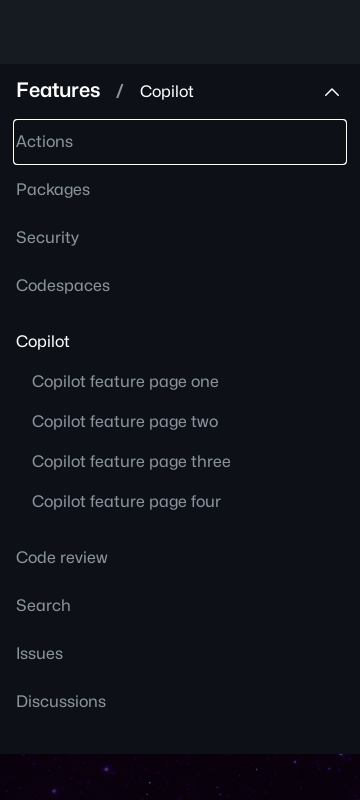 Features / Copilot
Actions
Packages
Security
Codespaces
Copilot
Copilot feature page one
Copilot feature page two
Copilot feature page three
Copilot feature page four
Code review
Search
Issues
Discussions